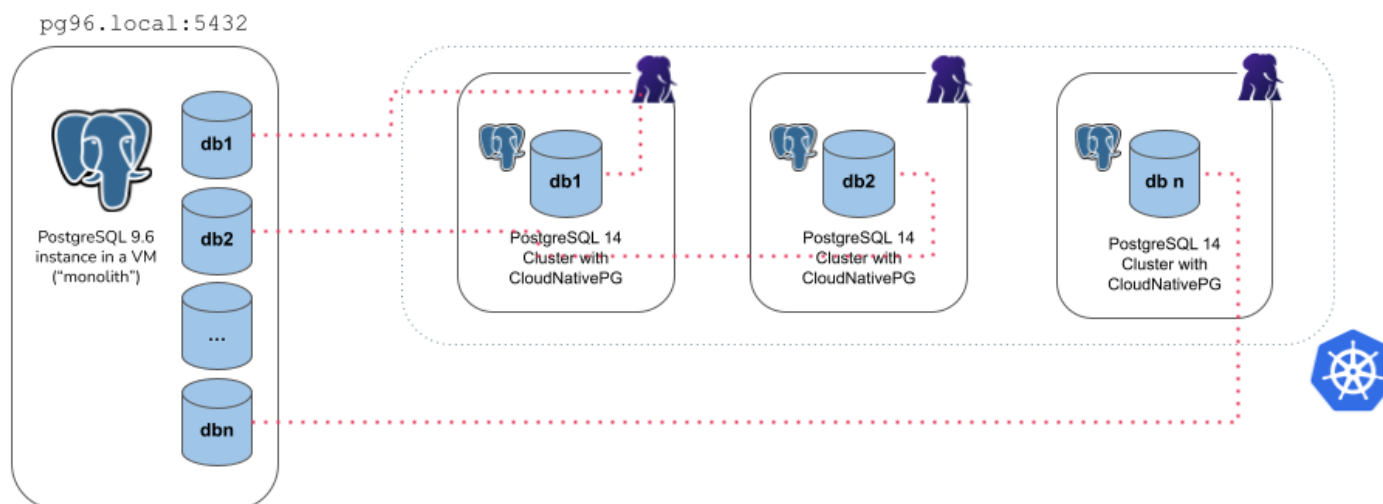 pg96.local:5432
db1
PostgreSQL 9.6
instance in a VM
(“monolith”)
db2
...
dbn
db1
PostgreSQL 14
Cluster with
CloudNativePG
db2
PostgreSQL 14
Cluster with
CloudNativePG
db n
PostgreSQL 14
Cluster with
CloudNativePG